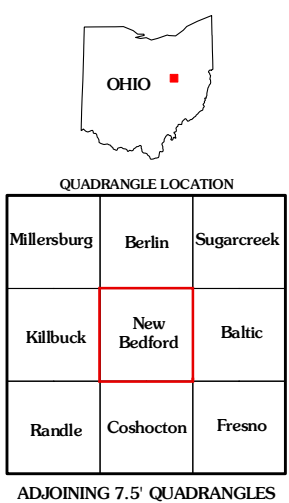 OHIO
QUADRANGLE LOCATION
Millersburg Berlin Sugarcreek
Killbuck New Bedford Baltic
Randle Coshocton Fresno
ADJOINING 7.5' QUADRANGLES